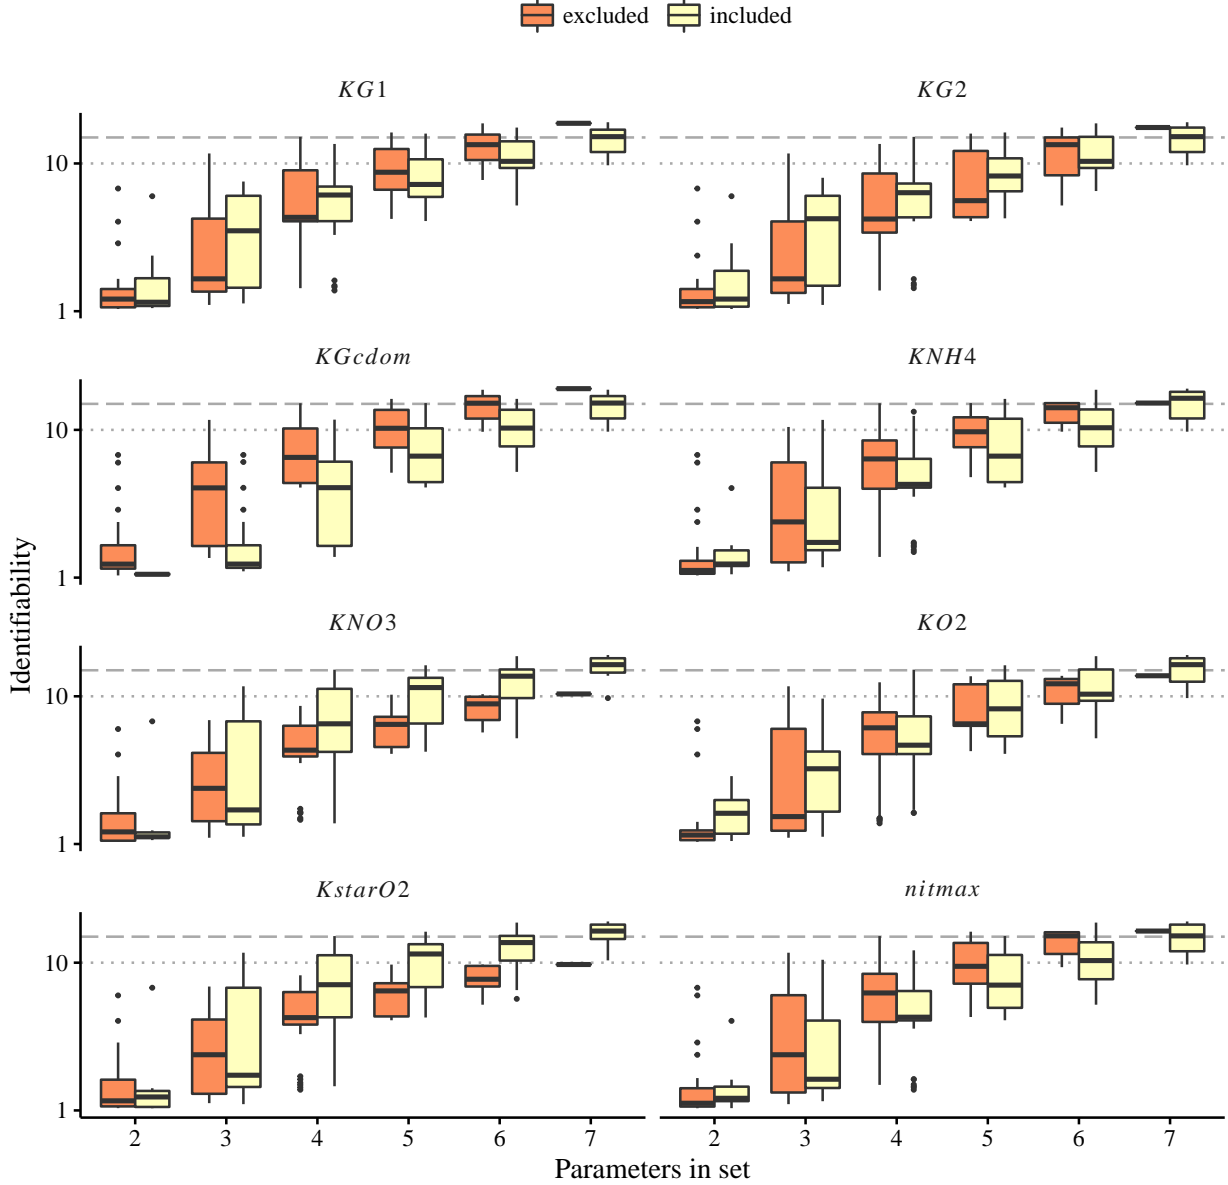 excluded included
KG1 KG2
10
1
KGcdom KNH4
10
1
KNO3 KO2
10
1
KstarO2 nitmax
10
1
2 3 4 5 6 7 2 3 4 5 6 7
Parameters in set
Identifiability